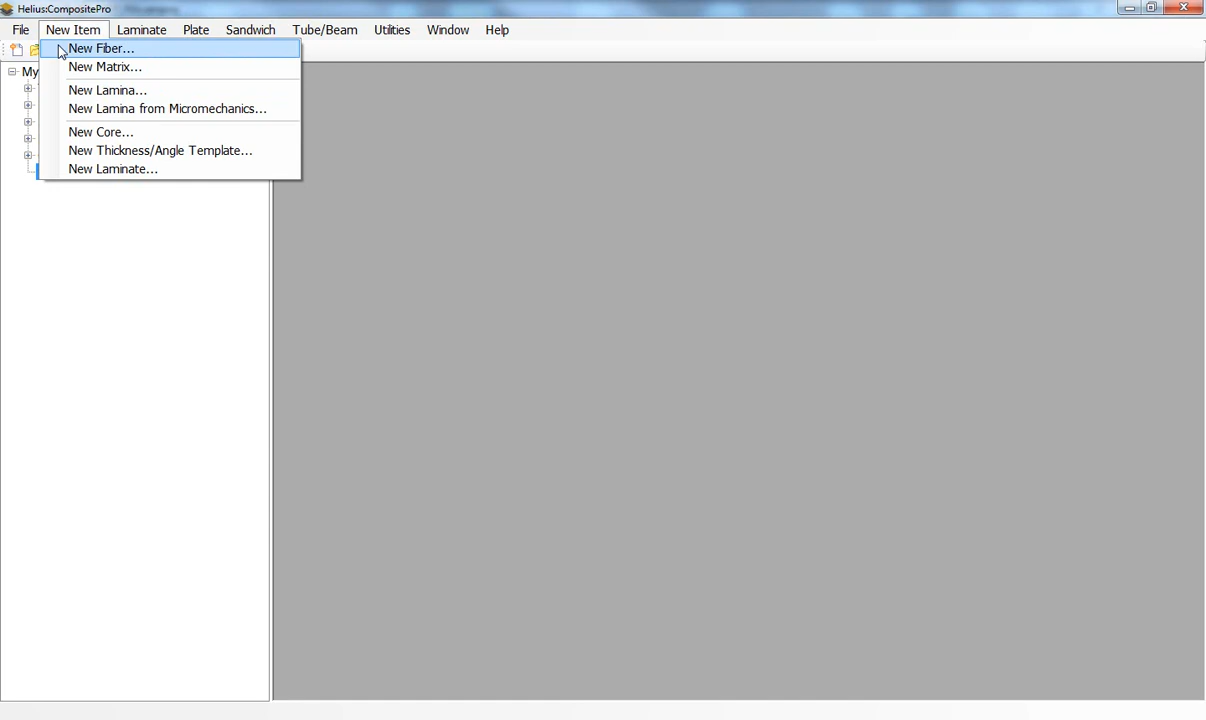 Helius:CompositePro
File New Item Laminate Plate Sandwich Tube/Beam Utilities Window Help
New Fiber...
New Matrix...
My
New Lamina...
New Lamina from Micromechanics...
New Core...
New Thickness/Angle Template...
New Laminate...